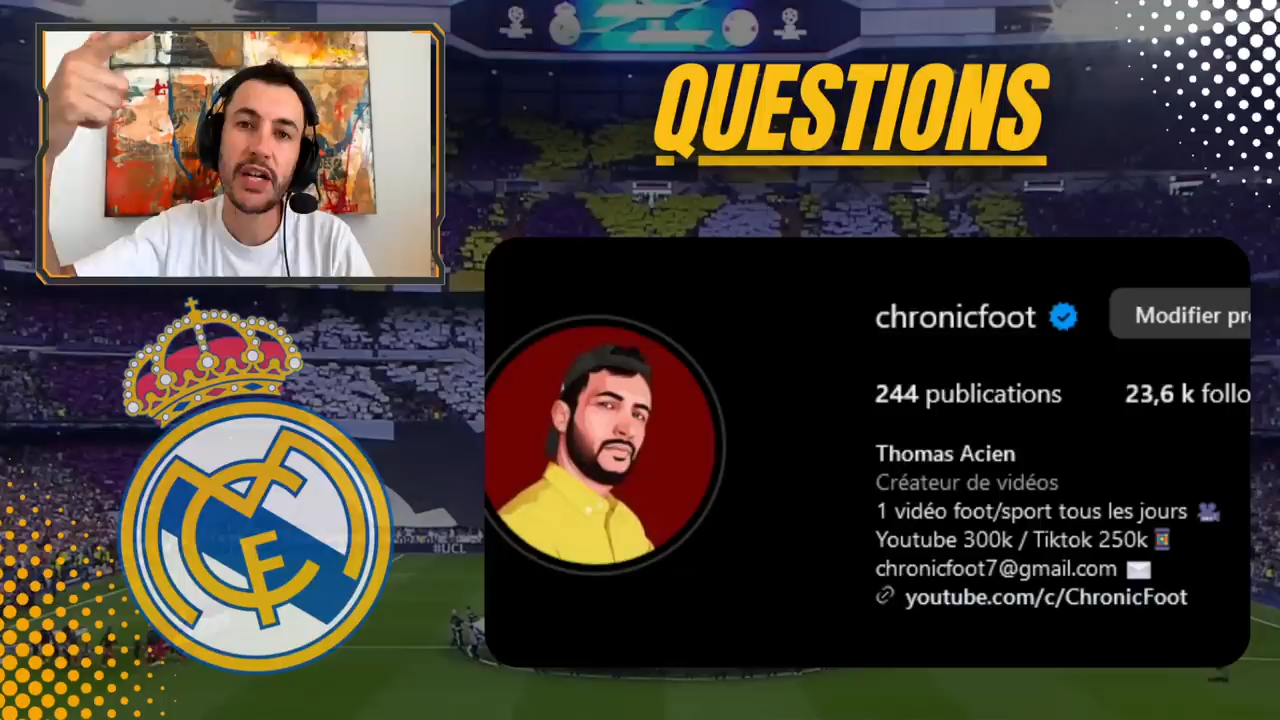 QUESTIONS
chronicfoot
Modifier pr
244 publications
23,6 k follo
Thomas Acien
Créateur de vidéos
1 vidéo foot/sport tous les jours
Youtube 300k / Tiktok 250k
chronicfoot7@gmail.com
youtube.com/c/ChronicFoot
#UCL